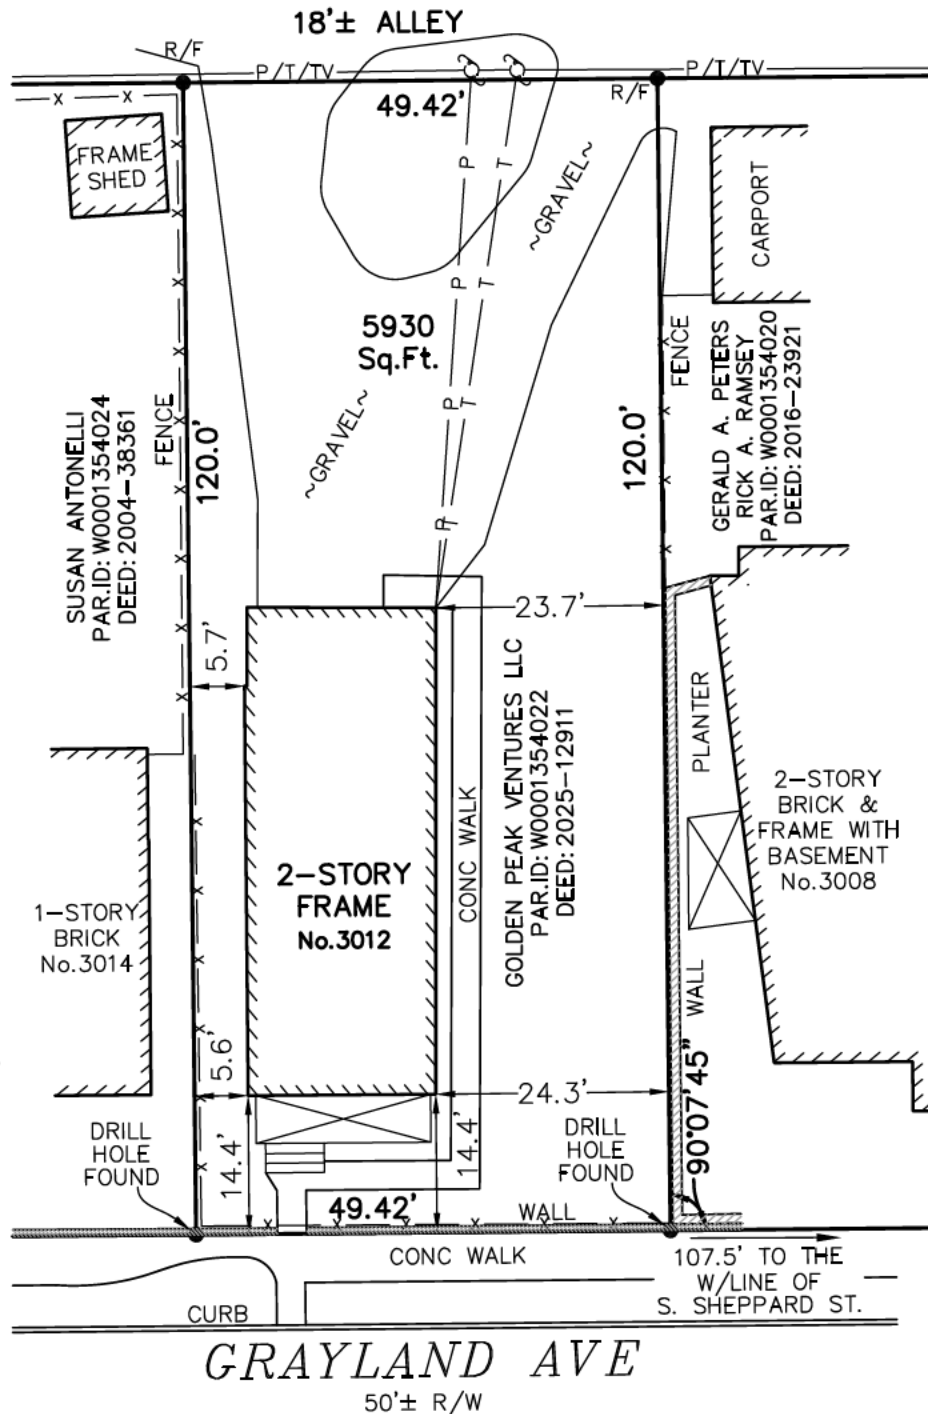 18'± ALLEY
R/F
P/T/TV
P/T/TV
49.42'
R/F
FRAME
SHED
P
T
~GRAVEL~
CARPORT
P
T
5930
Sq.Ft.
FENCE
GERALD A. PETERS
RICK A. RAMSEY
PAR.ID: W0001354020
DEED: 2016-23921
SUSAN ANTONELLI
PAR.ID: W0001354024
DEED: 2004-38361
FENCE
120.0'
~GRAVEL~
P
T
120.0'
P
T
23.7'
5.7'
GOLDEN PEAK VENTURES LLC
PAR.ID: W0001354022
DEED: 2025-12911
PLANTER
2-STORY
BRICK &
FRAME WITH
BASEMENT
No.3008
CONC WALK
2-STORY
FRAME
No.3012
1-STORY
BRICK
No.3014
WALL
5.6'
24.3'
90°07'45"
DRILL
HOLE
FOUND
14.4'
14.4'
DRILL
HOLE
FOUND
49.42'
WALL
CONC WALK
107.5' TO THE
W/LINE OF
S. SHEPPARD ST.
CURB
GRAYLAND AVE
50'± R/W